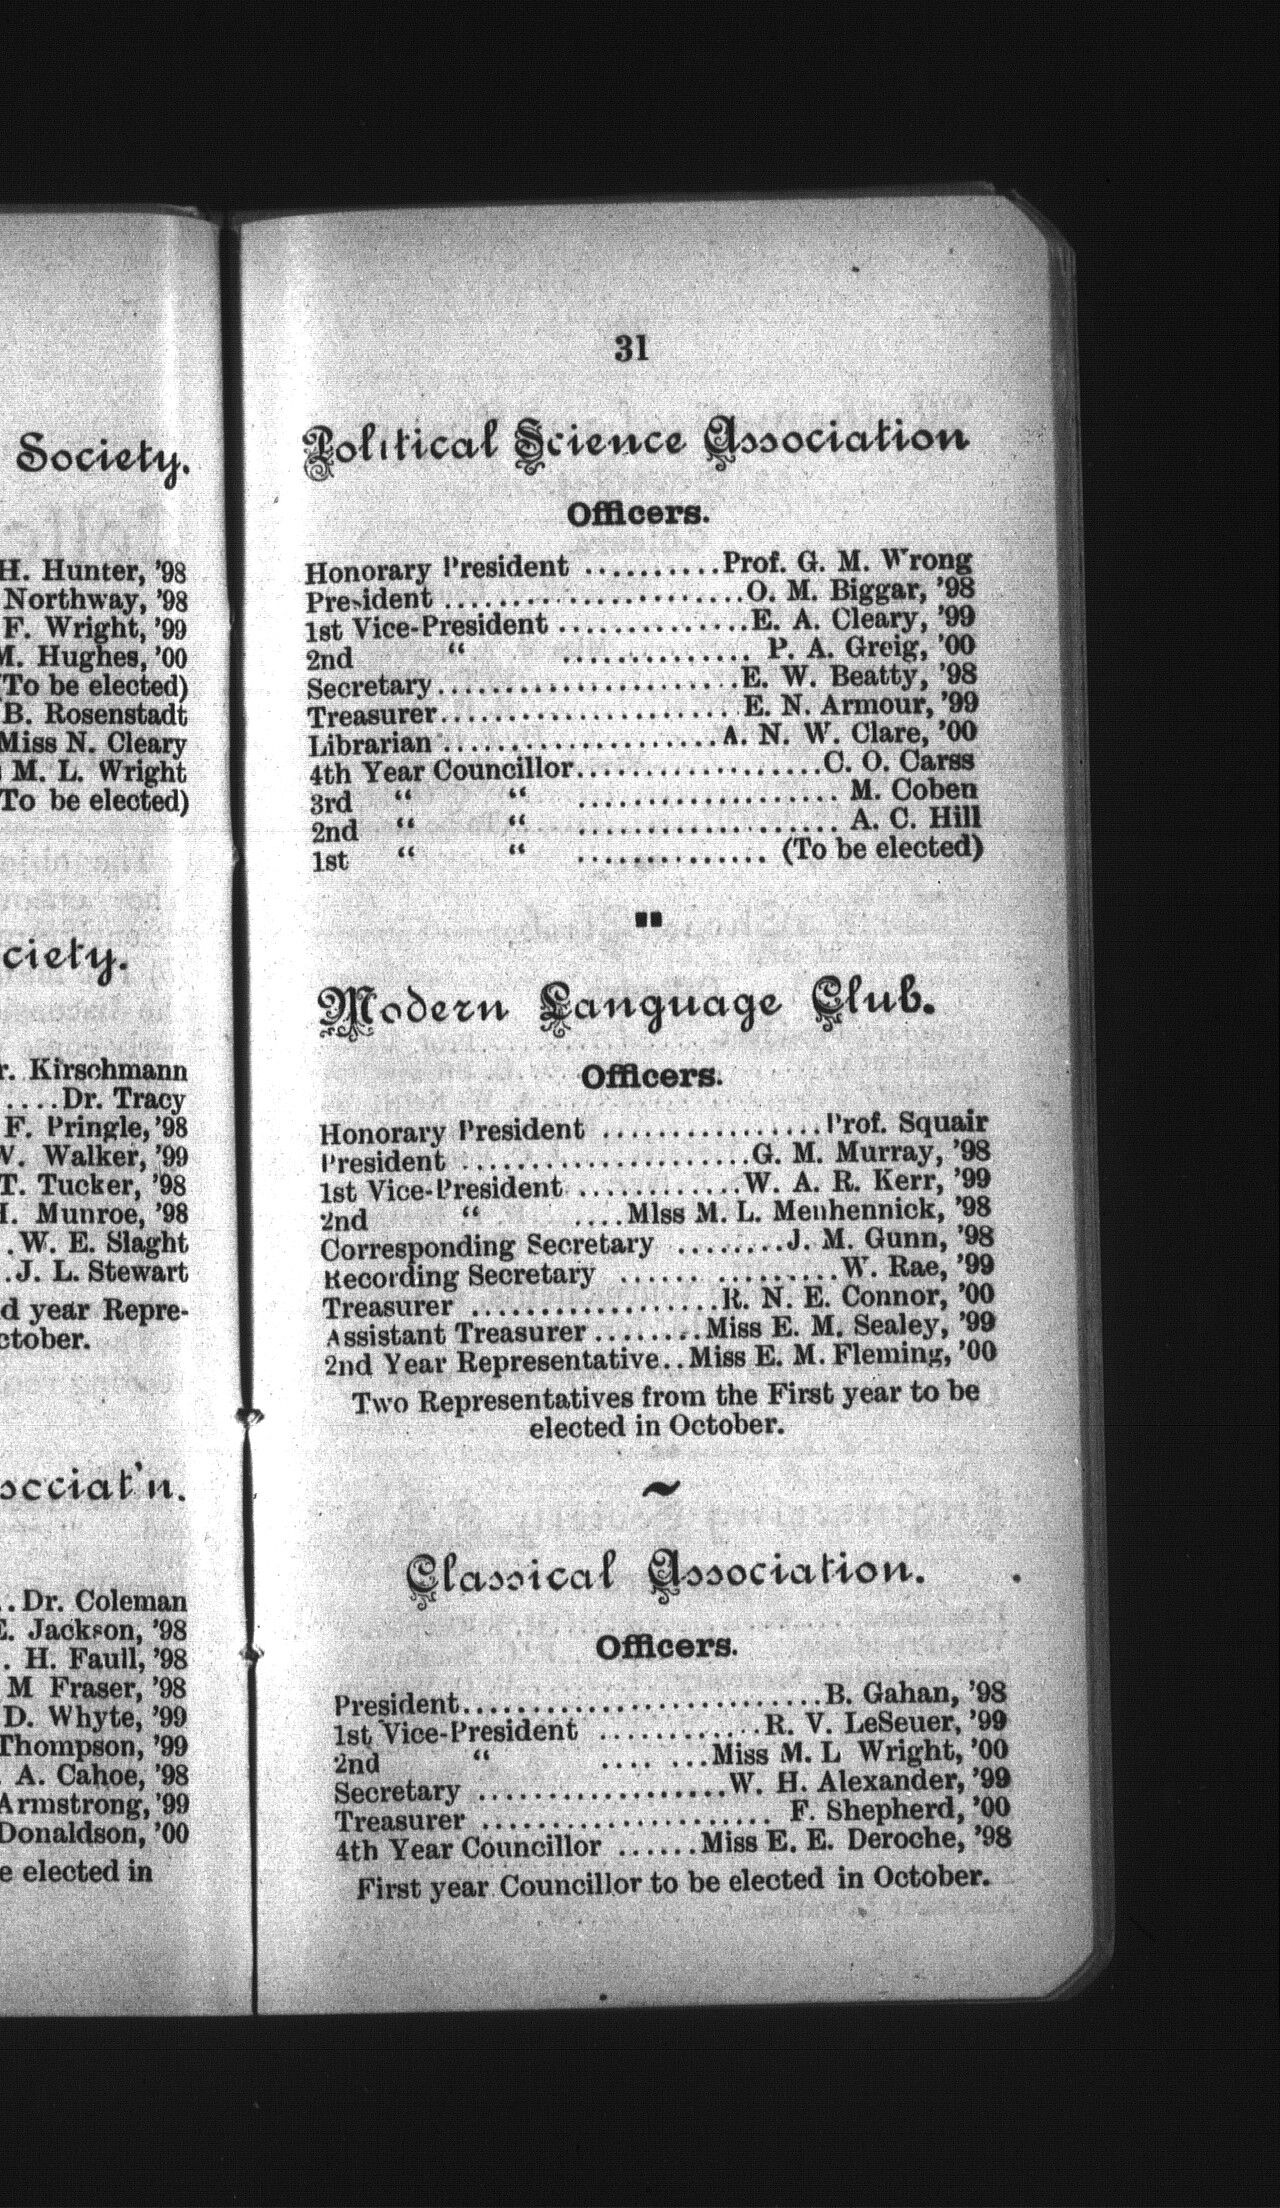 Society.
H. Hunter, '98
Northway, '98
F. Wright, '99
M. Hughes, '00
(To be elected)
B. Rosenstadt
Miss N. Cleary
M. L. Wright
To be elected)
ciety.
r. Kirschmann
....Dr. Tracy
F. Pringle, '98
W. Walker, '99
T. Tucker, '98
H. Munroe, '98
.W. E. Slaght
.J. L. Stewart
d year Repre-
ctober.
scciat'n.
..Dr. Coleman
E. Jackson, '98
. H. Faull, '98
M Fraser, '98
D. Whyte, '99
Thompson, '99
. A. Cahoe, '98
Armstrong, '99
Donaldson, '00
e elected in
31
Political Science Association
Officers.
Honorary President ..........Prof. G. M. Wrong
President ......................O. M. Biggar, '98
1st Vice-President ..............E. A. Cleary, '99
2nd " .............. P. A. Greig, '00
Secretary......................E. W. Beatty, '98
Treasurer......................E. N. Armour, '99
Librarian ....................A. N. W. Clare, '00
4th Year Councillor..................C. O. Carss
3rd " " ................... M. Coben
2nd " " ................... A. C. Hill
1st " " .............. (To be elected)
Modern Language Club.
Officers.
Honorary President ................Prof. Squair
President .....................G. M. Murray, '98
1st Vice-President ............W. A. R. Kerr, '99
2nd " ....MIss M. L. Menhennick, '98
Corresponding Secretary ........J. M. Gunn, '98
Recording Secretary ................W. Rae, '99
Treasurer ..................R. N. E. Connor, '00
Assistant Treasurer ........Miss E. M. Sealey, '99
2nd Year Representative..Miss E. M. Fleming, '00
Two Representatives from the First year to be
elected in October.
~
Classical Association.
Officers.
President..........................B. Gahan, '98
1st Vice-President ............R. V. LeSeuer, '99
2nd " .... ...Miss M. L Wright, '00
Secretary ..................W. H. Alexander, '99
Treasurer ..................... F. Shepherd, '00
4th Year Councillor ......Miss E. E. Deroche, '98
First year Councillor to be elected in October.